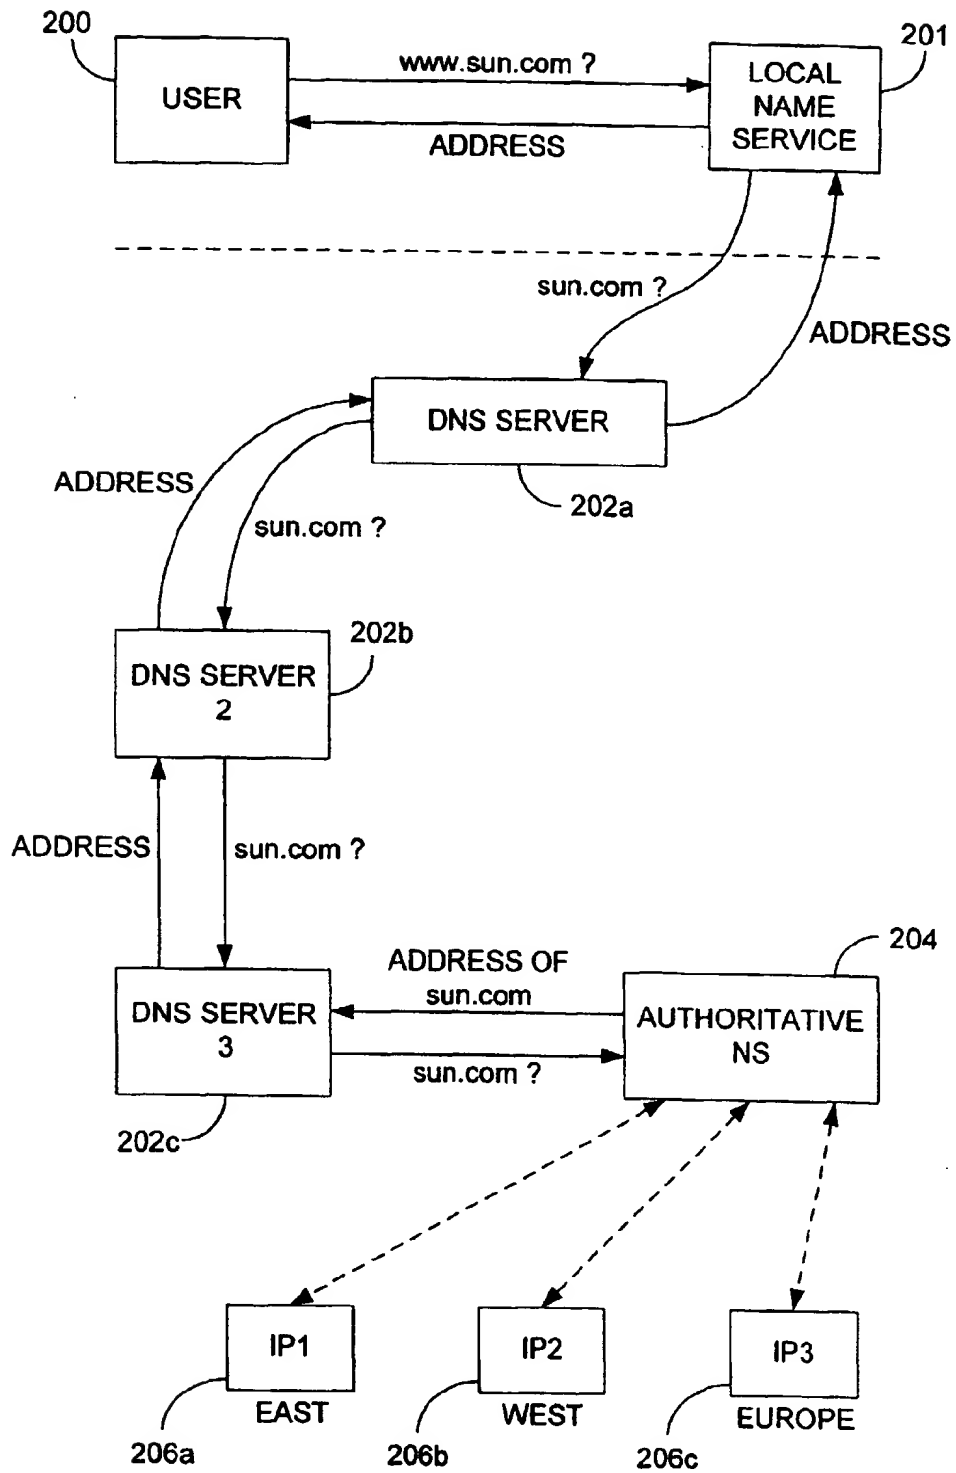 200
201
USER
www.sun.com ?
LOCAL
NAME
SERVICE
ADDRESS
sun.com ?
ADDRESS
DNS SERVER
ADDRESS
202a
sun.com ?
202b
DNS SERVER
2
ADDRESS
sun.com ?
204
ADDRESS OF
sun.com
DNS SERVER
3
AUTHORITATIVE
NS
sun.com ?
202c
IP1
IP2
IP3
EAST
WEST
EUROPE
206a
206b
206c